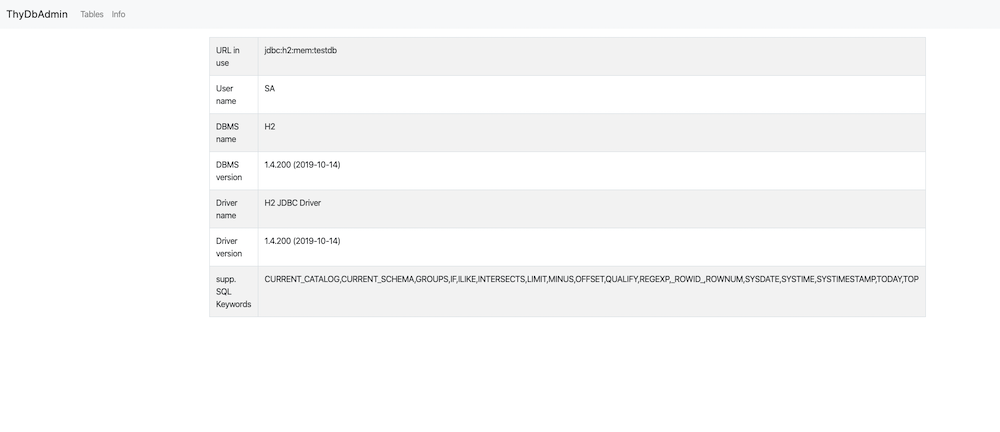 ThyDbAdmin Tables Info
URL in
use
jdbc:h2:mem:testdb
User
name
SA
DBMS
name
H2
DBMS
version
1.4.200 (2019-10-14)
Driver
name
H2 JDBC Driver
Driver
version
1.4.200 (2019-10-14)
supp.
SQL
Keywords
CURRENT_CATALOG,CURRENT_SCHEMA,GROUPS,IF,ILIKE,INTERSECTS,LIMIT,MINUS,OFFSET,QUALIFY,REGEXP,_ROWID_,ROWNUM,SYSDATE,SYSTIME,SYSTIMESTAMP,TODAY,TOP